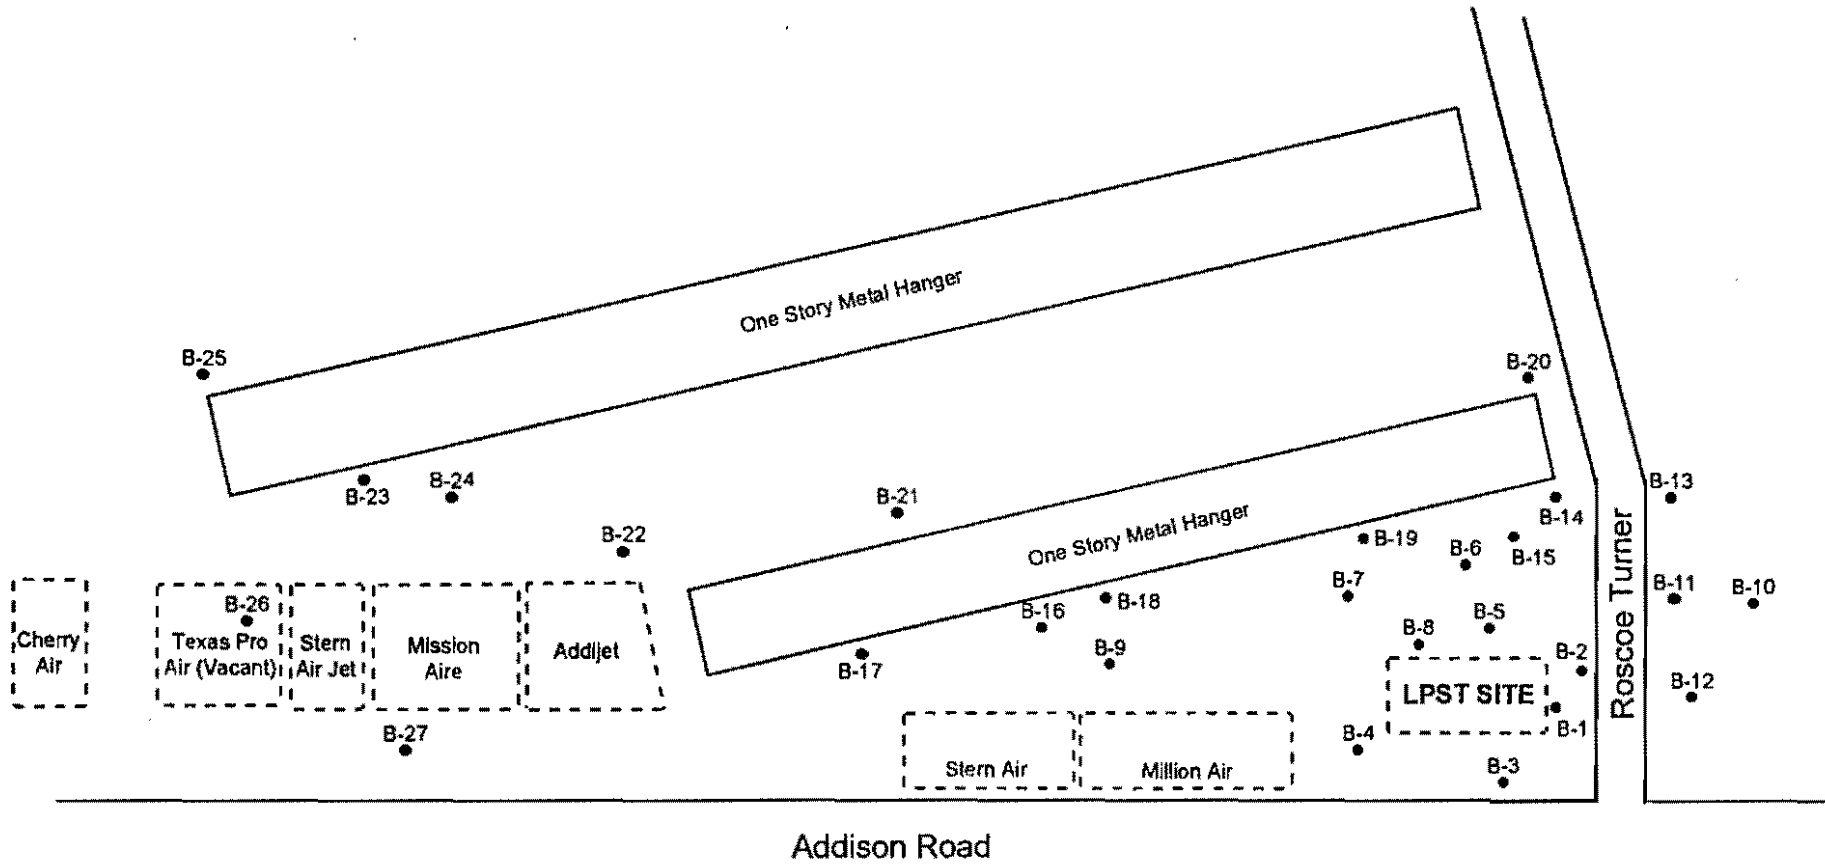 One Story Metal Hanger
B-25
B-20
B-23
B-24
B-21
B-13
B-14
B-22
One Story Metal Hanger
B-19
B-6
B-15
B-7
B-11
B-10
B-26
B-16
B-18
Roscoe Turner
Cherry
Air
Texas Pro
Air (Vacant)
Stern
Air Jet
Mission
Aire
Addijet
B-17
B-9
B-8
B-5
B-2
LPST SITE
B-12
B-1
B-27
B-4
Stern Air
Million Air
B-3
Addison Road